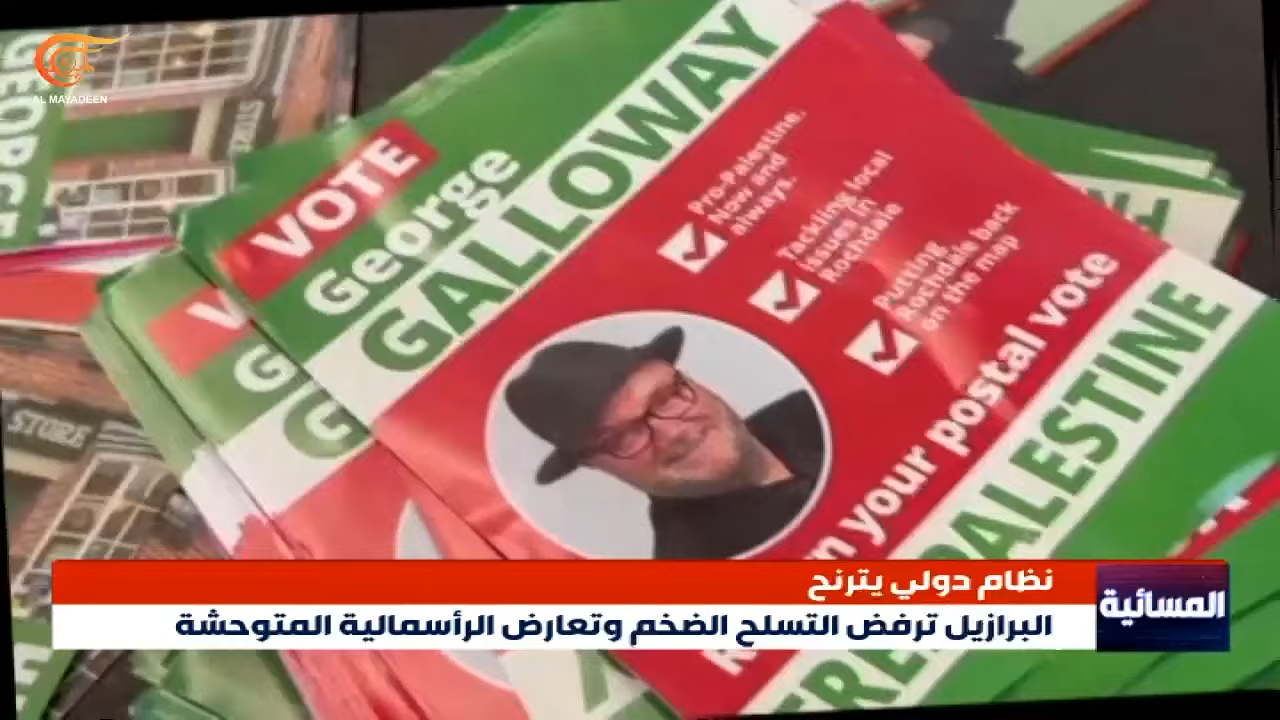 AL MAYADEEN
VOTE
George
GALLOWAY
Pro-Palestine.
Now and
always.
Tackling local
issues in
Rochdale
Putting
Rochdale back
on the map
your postal vote
PALESTINE
STORE
نظام دولي يترنح
البرازيل ترفض التسلح الضخم وتعارض الرأسمالية المتوحشة
المسائية